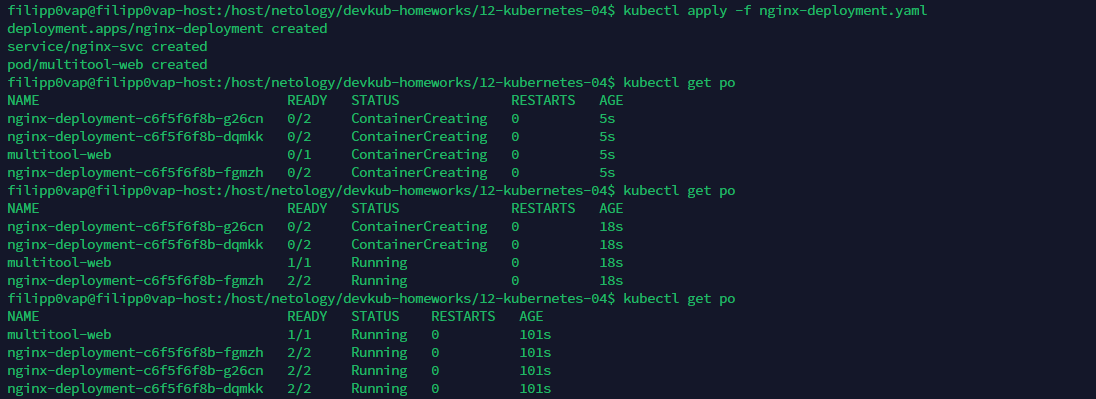 filipp0vap@filipp0vap-host:/host/netology/devkub-homeworks/12-kubernetes-04$ kubectl apply -f nginx-deployment.yaml
deployment.apps/nginx-deployment created
service/nginx-svc created
pod/multitool-web created
filipp0vap@filipp0vap-host:/host/netology/devkub-homeworks/12-kubernetes-04$ kubectl get po
NAME                               READY   STATUS              RESTARTS   AGE
nginx-deployment-c6f5f6f8b-g26cn   0/2     ContainerCreating   0          5s
nginx-deployment-c6f5f6f8b-dqmkk   0/2     ContainerCreating   0          5s
multitool-web                      0/1     ContainerCreating   0          5s
nginx-deployment-c6f5f6f8b-fgmzh   0/2     ContainerCreating   0          5s
filipp0vap@filipp0vap-host:/host/netology/devkub-homeworks/12-kubernetes-04$ kubectl get po
NAME                               READY   STATUS              RESTARTS   AGE
nginx-deployment-c6f5f6f8b-g26cn   0/2     ContainerCreating   0          18s
nginx-deployment-c6f5f6f8b-dqmkk   0/2     ContainerCreating   0          18s
multitool-web                      1/1     Running             0          18s
nginx-deployment-c6f5f6f8b-fgmzh   2/2     Running             0          18s
filipp0vap@filipp0vap-host:/host/netology/devkub-homeworks/12-kubernetes-04$ kubectl get po
NAME                               READY   STATUS    RESTARTS   AGE
multitool-web                      1/1     Running   0          101s
nginx-deployment-c6f5f6f8b-fgmzh   2/2     Running   0          101s
nginx-deployment-c6f5f6f8b-g26cn   2/2     Running   0          101s
nginx-deployment-c6f5f6f8b-dqmkk   2/2     Running   0          101s